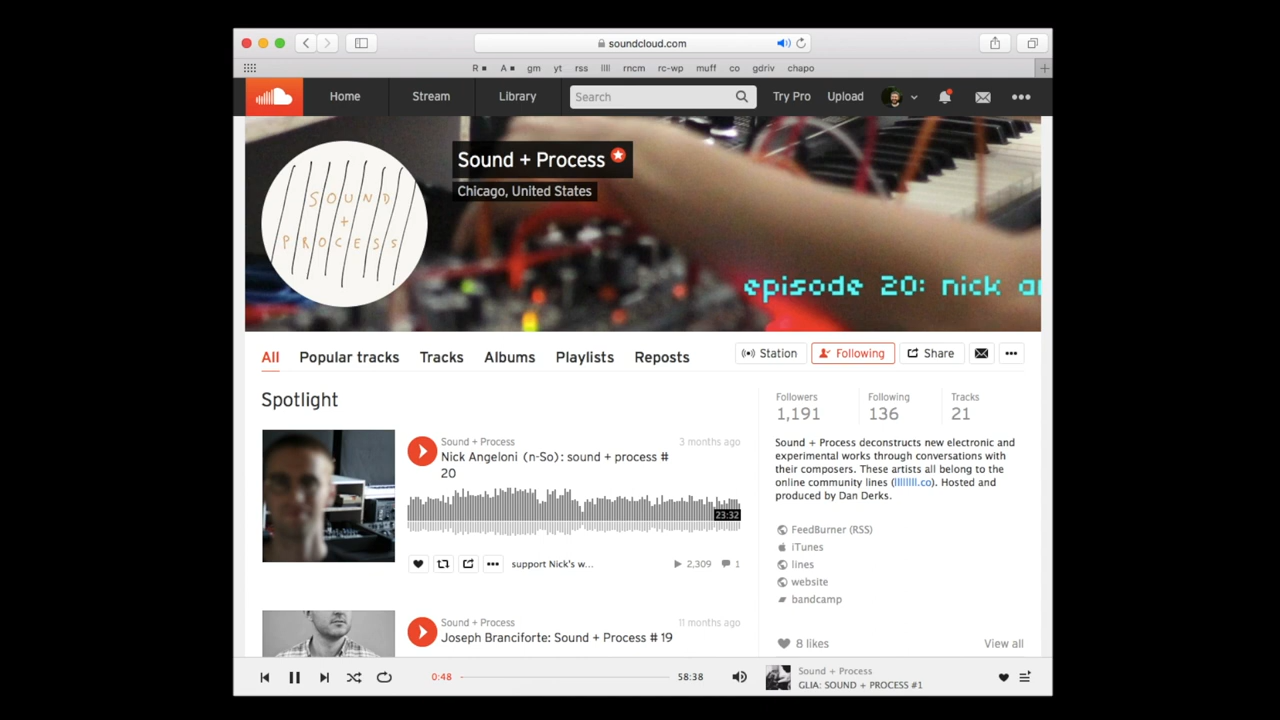 soundcloud.com
R A gm yt rss llll rncm rc-wp muff co gdriv chapo
Home Stream Library Search Try Pro Upload
Sound + Process
Chicago, United States
SOUND
+
PROCESS
episode 20: nick an
All Popular tracks Tracks Albums Playlists Reposts
Station Following Share
Spotlight
Sound + Process 3 months ago
Nick Angeloni (n-So): sound + process #
20
23:32
support Nick's w... 2,309 1
Sound + Process 11 months ago
Joseph Branciforte: Sound + Process # 19
Followers Following Tracks
1,191 136 21
Sound + Process deconstructs new electronic and
experimental works through conversations with
their composers. These artists all belong to the
online community lines (llllllll.co). Hosted and
produced by Dan Derks.
FeedBurner (RSS)
iTunes
lines
website
bandcamp
8 likes View all
0:48 58:38
Sound + Process
GLIA: SOUND + PROCESS #1